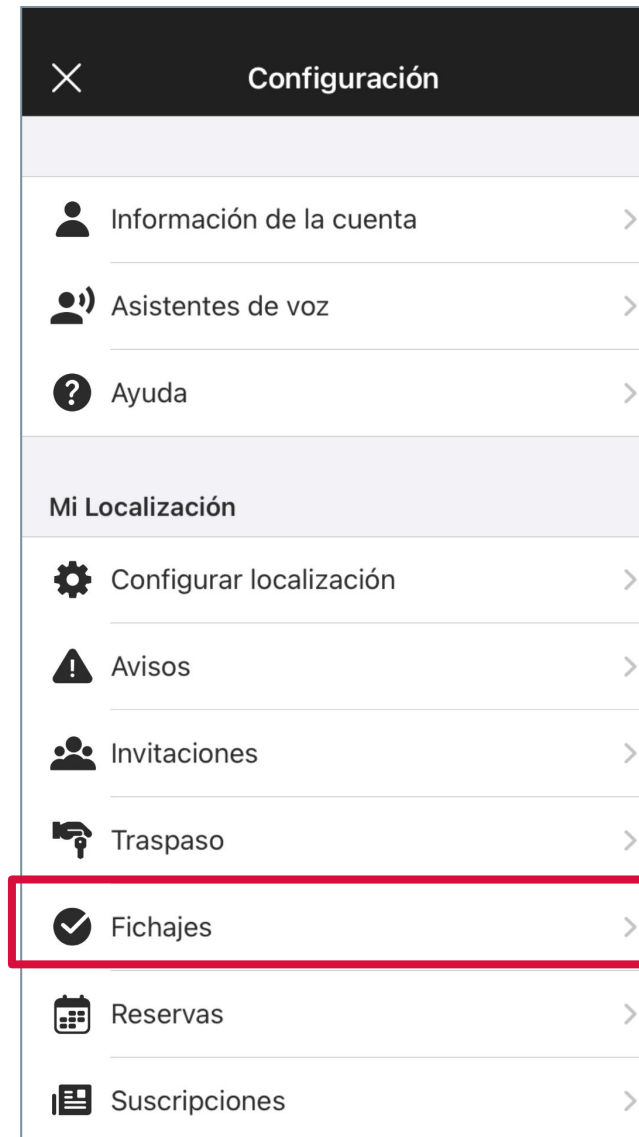 Configuración
Información de la cuenta
Asistentes de voz
Ayuda
Mi Localización
Configurar localización
Avisos
Invitaciones
Traspaso
Fichajes
Reservas
Suscripciones